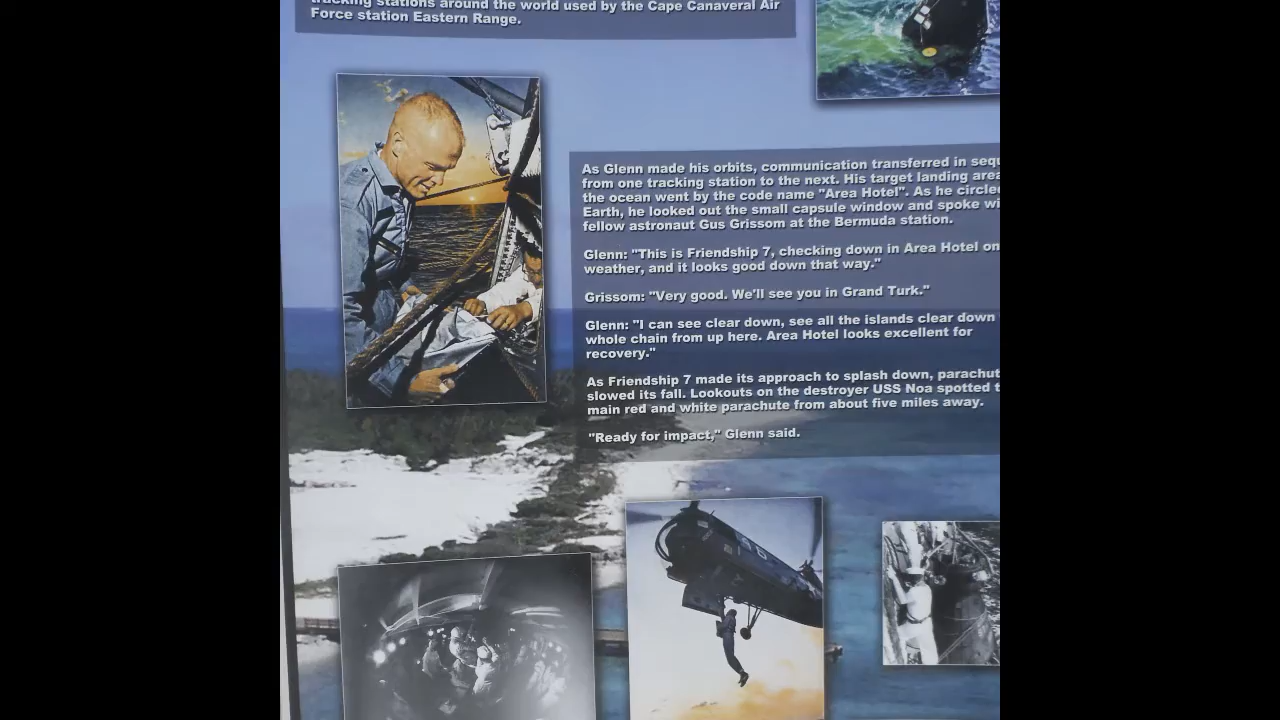 tracking stations around the world used by the Cape Canaveral Air
Force station Eastern Range.
As Glenn made his orbits, communication transferred in
from one tracking station to the next. His target landing area
the ocean went by the code name "Area Hotel". As he
Earth, he looked out the small capsule window and spoke
fellow astronaut Gus Grissom at the Bermuda station.
Glenn: "This is Friendship 7, checking down in Area Hotel on
weather, and it looks good down that way."
Grissom: "Very good. We'll see you in Grand Turk."
Glenn: "I can see clear down, see all the islands clear down
whole chain from up here. Area Hotel looks excellent for
recovery."
As Friendship 7 made its approach to splash down,
slowed its fall. Lookouts on the destroyer USS Noa spotted
main red and white parachute from about five miles away.
"Ready for impact," Glenn said.